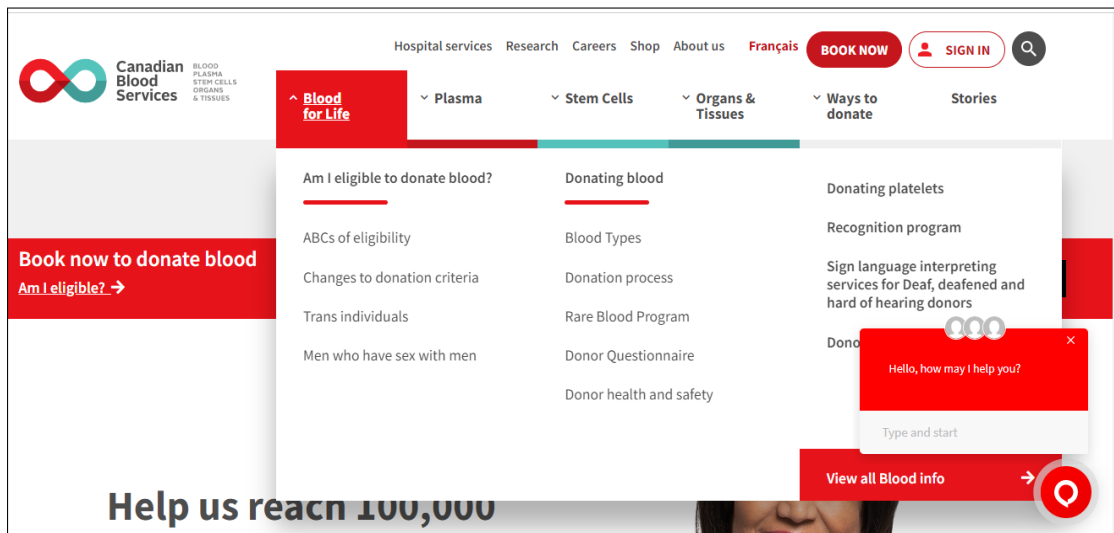 Hospital services Research Careers Shop About us Français BOOK NOW SIGN IN
Canadian
Blood
Services
BLOOD
PLASMA
STEM CELLS
ORGANS
& TISSUES
Blood
for Life
Plasma
Stem Cells
Organs &
Tissues
Ways to
donate
Stories
Am I eligible to donate blood?
ABCs of eligibility
Changes to donation criteria
Trans individuals
Men who have sex with men
Donating blood
Blood Types
Donation process
Rare Blood Program
Donor Questionnaire
Donor health and safety
Donating platelets
Recognition program
Sign language interpreting
services for Deaf, deafened and
hard of hearing donors
View all Blood info
Book now to donate blood
Am I eligible?
Hello, how may I help you?
Type and start
Help us reach 100,000